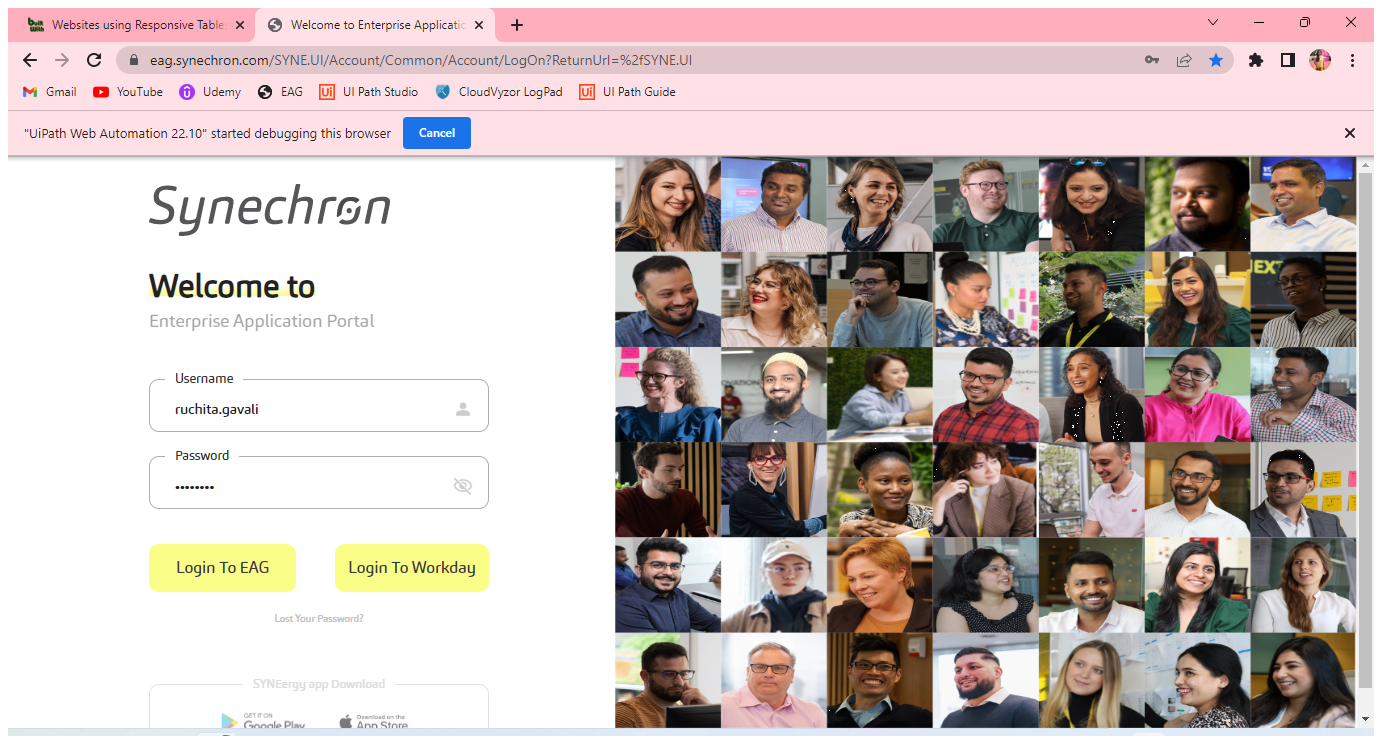 Websites using Responsive Table
Welcome to Enterprise Applicatio
eag.synechron.com/SYNE.UI/Account/Common/Account/LogOn?ReturnUrl=%2fSYNE.UI
Gmail YouTube Udemy EAG UI Path Studio CloudVyzor LogPad UI Path Guide
"UiPath Web Automation 22.10" started debugging this browser Cancel
Synechron
Welcome to
Enterprise Application Portal
Username
ruchita.gavali
Password
••••••••
Login To EAG Login To Workday
Lost Your Password?
SYNEergy app Download
GET IT ON
Google Play
Download on the
App Store